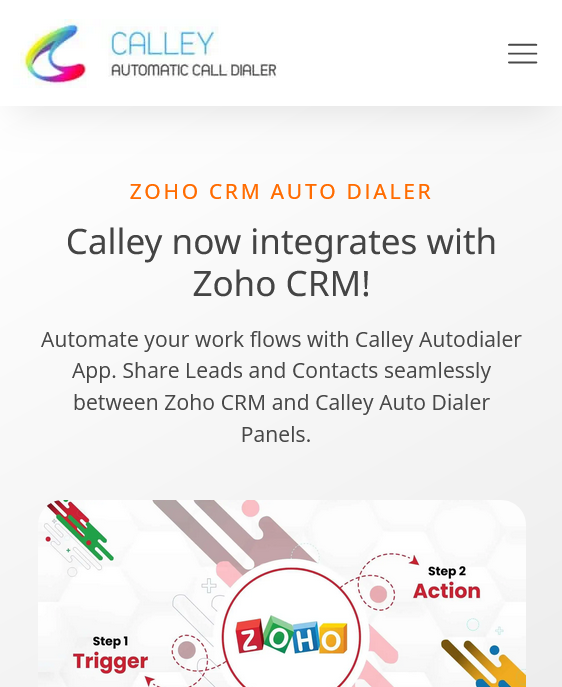 CALLEY
AUTOMATIC CALL DIALER
ZOHO CRM AUTO DIALER
Calley now integrates with
Zoho CRM!
Automate your work flows with Calley Autodialer
App. Share Leads and Contacts seamlessly
between Zoho CRM and Calley Auto Dialer
Panels.
Step 2
Action
ZOHO
Step 1
Trigger